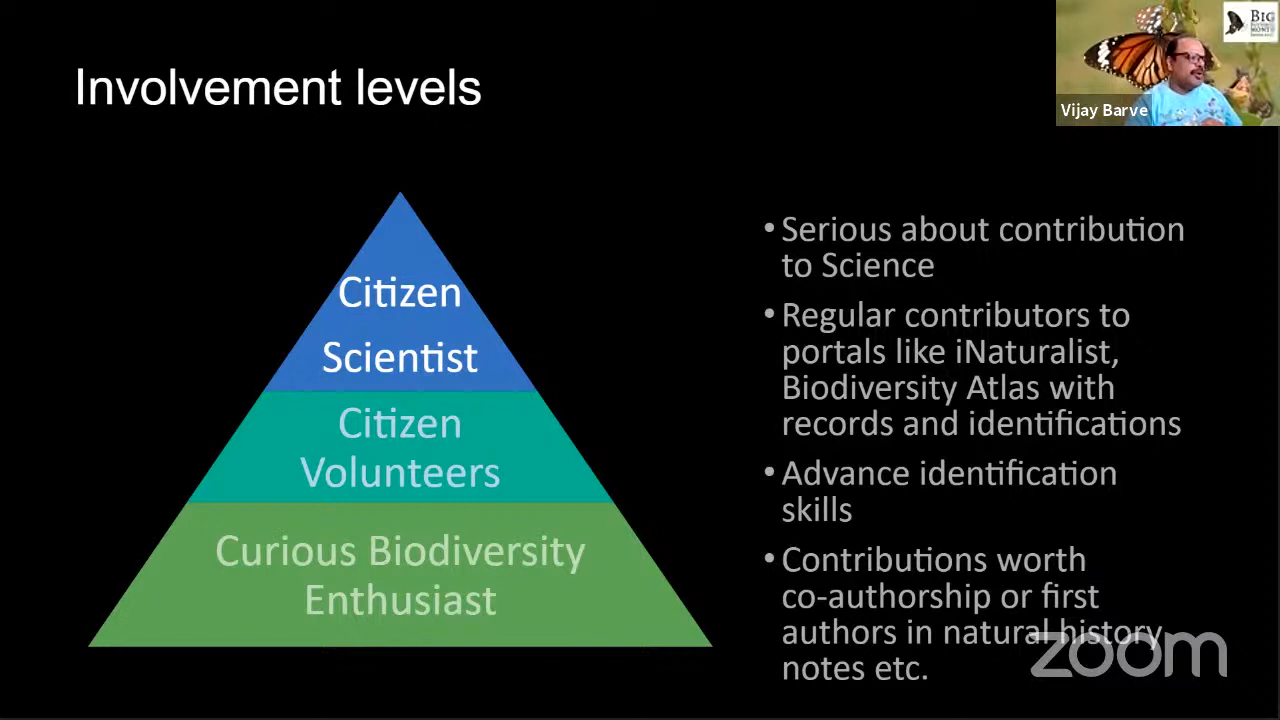 Involvement levels
BIG
Vijay Barve
Citizen
Scientist
Citizen
Volunteers
Curious Biodiversity
Enthusiast
•Serious about contribution
to Science
•Regular contributors to
portals like iNaturalist,
Biodiversity Atlas with
records and identifications
•Advance identification
skills
•Contributions worth
co-authorship or first
authors in natural history
notes etc.
zoom